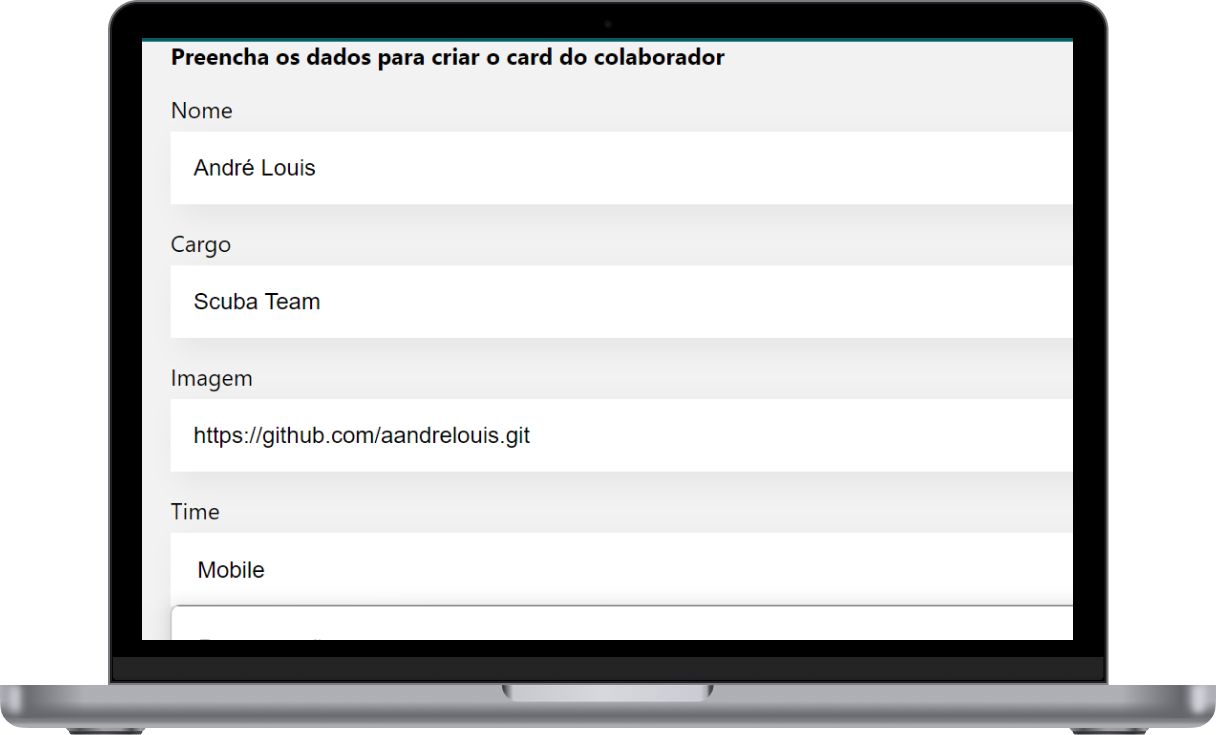 Preencha os dados para criar o card do colaborador
Nome
André Louis
Cargo
Scuba Team
Imagem
https://github.com/aandrelouis.git
Time
Mobile